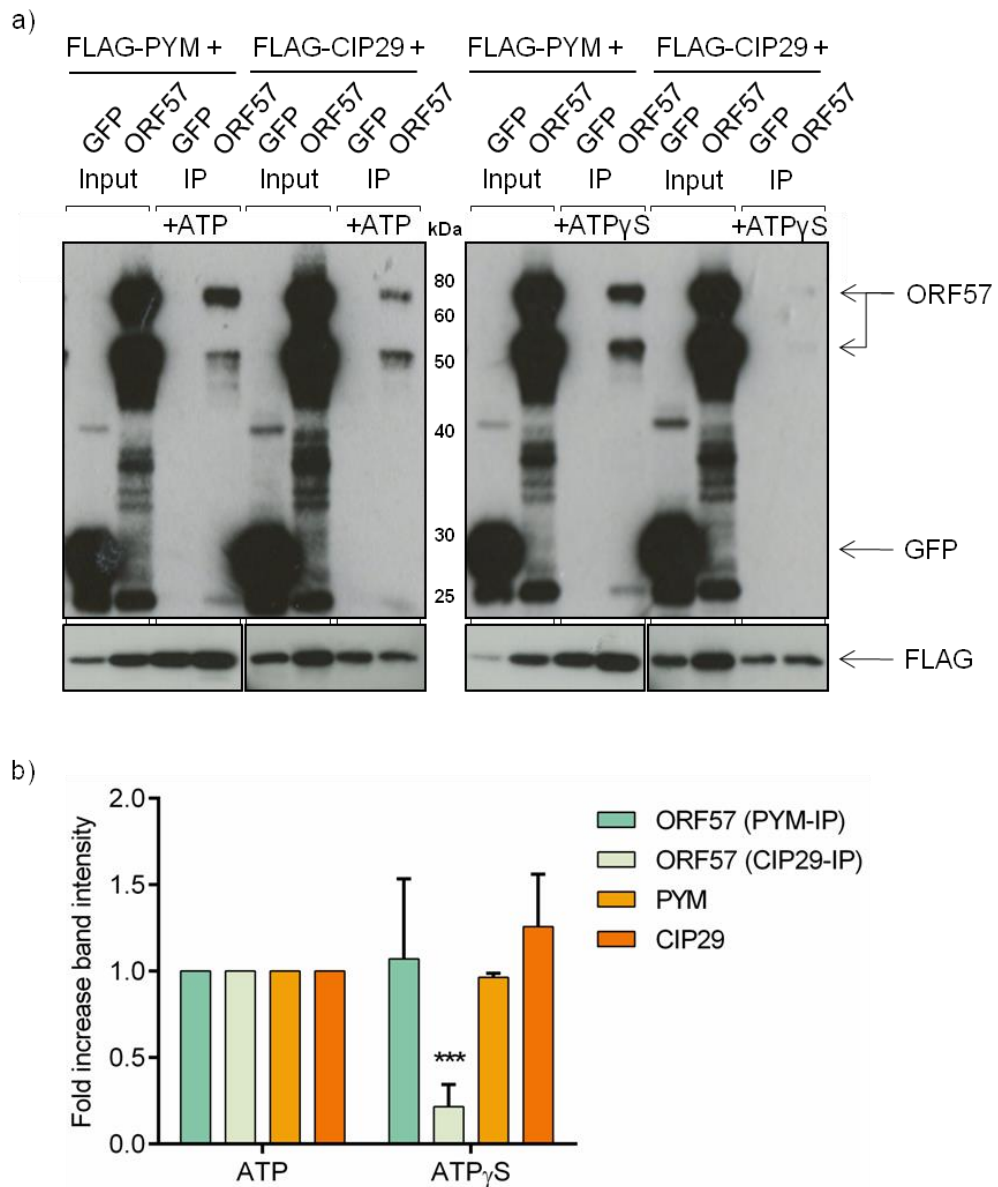 a)
FLAG-PYM + FLAG-CIP29 + FLAG-PYM + FLAG-CIP29 +
GFP ORF57 GFP ORF57 GFP ORF57 GFP ORF57 GFP ORF57 GFP ORF57 GFP ORF57 GFP ORF57
Input IP Input IP Input IP Input IP
+ATP +ATP kDa +ATPγS +ATPγS
80 ORF57
60
50
40
30 GFP
25
FLAG
b)
2.0
1.5
1.0
0.5
0.0
Fold increase band intensity
***
ATP ATPγS
ORF57 (PYM-IP)
ORF57 (CIP29-IP)
PYM
CIP29